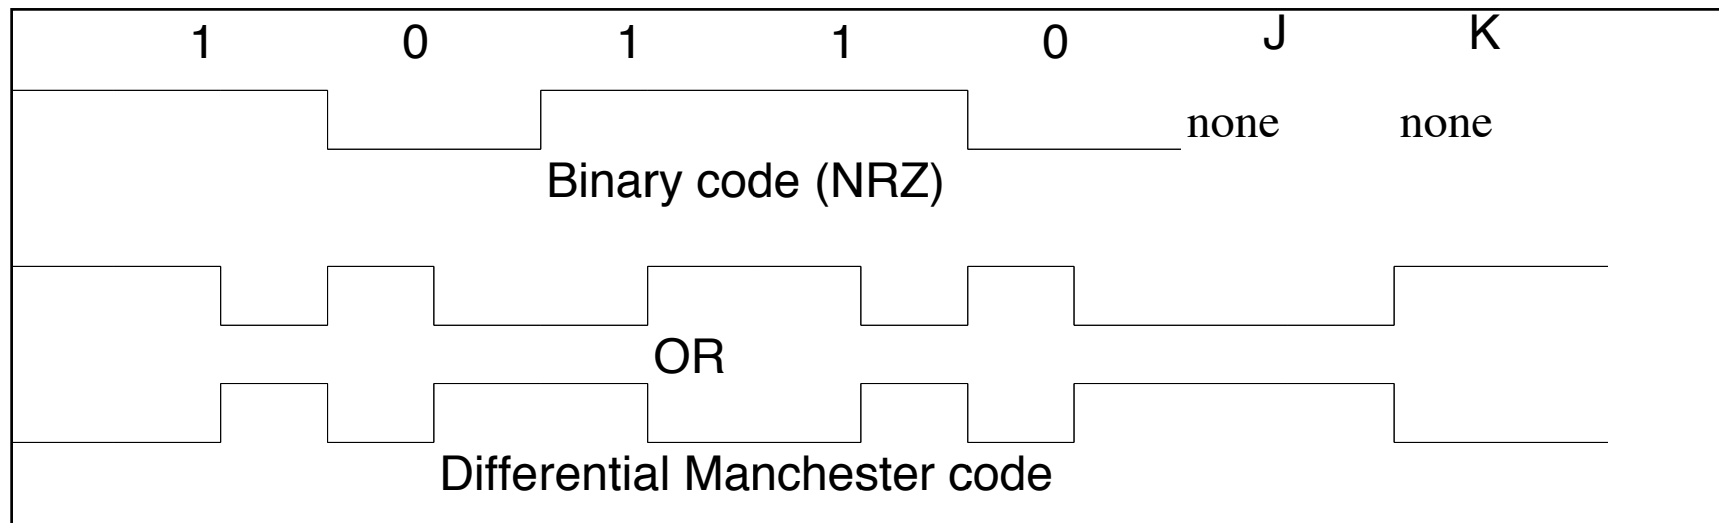 1 0 1 1 0 J K
none none
Binary code (NRZ)
OR
Differential Manchester code